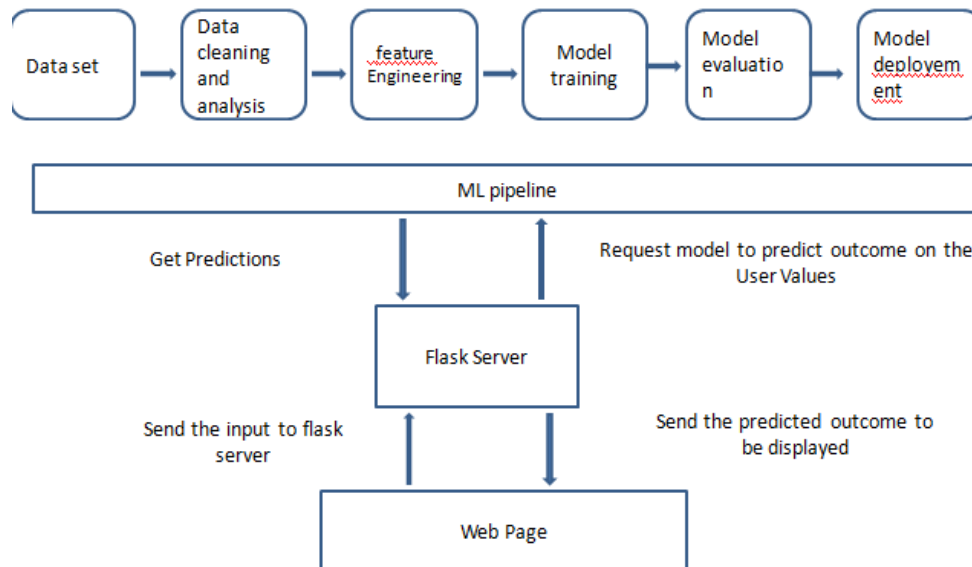 Data set
Data
cleaning
and
analysis
feature
Engineering
Model
training
Model
evaluatio
n
Model
deployem
ent
ML pipeline
Get Predictions
Request model to predict outcome on the
User Values
Flask Server
Send the input to flask
server
Send the predicted outcome to
be displayed
Web Page